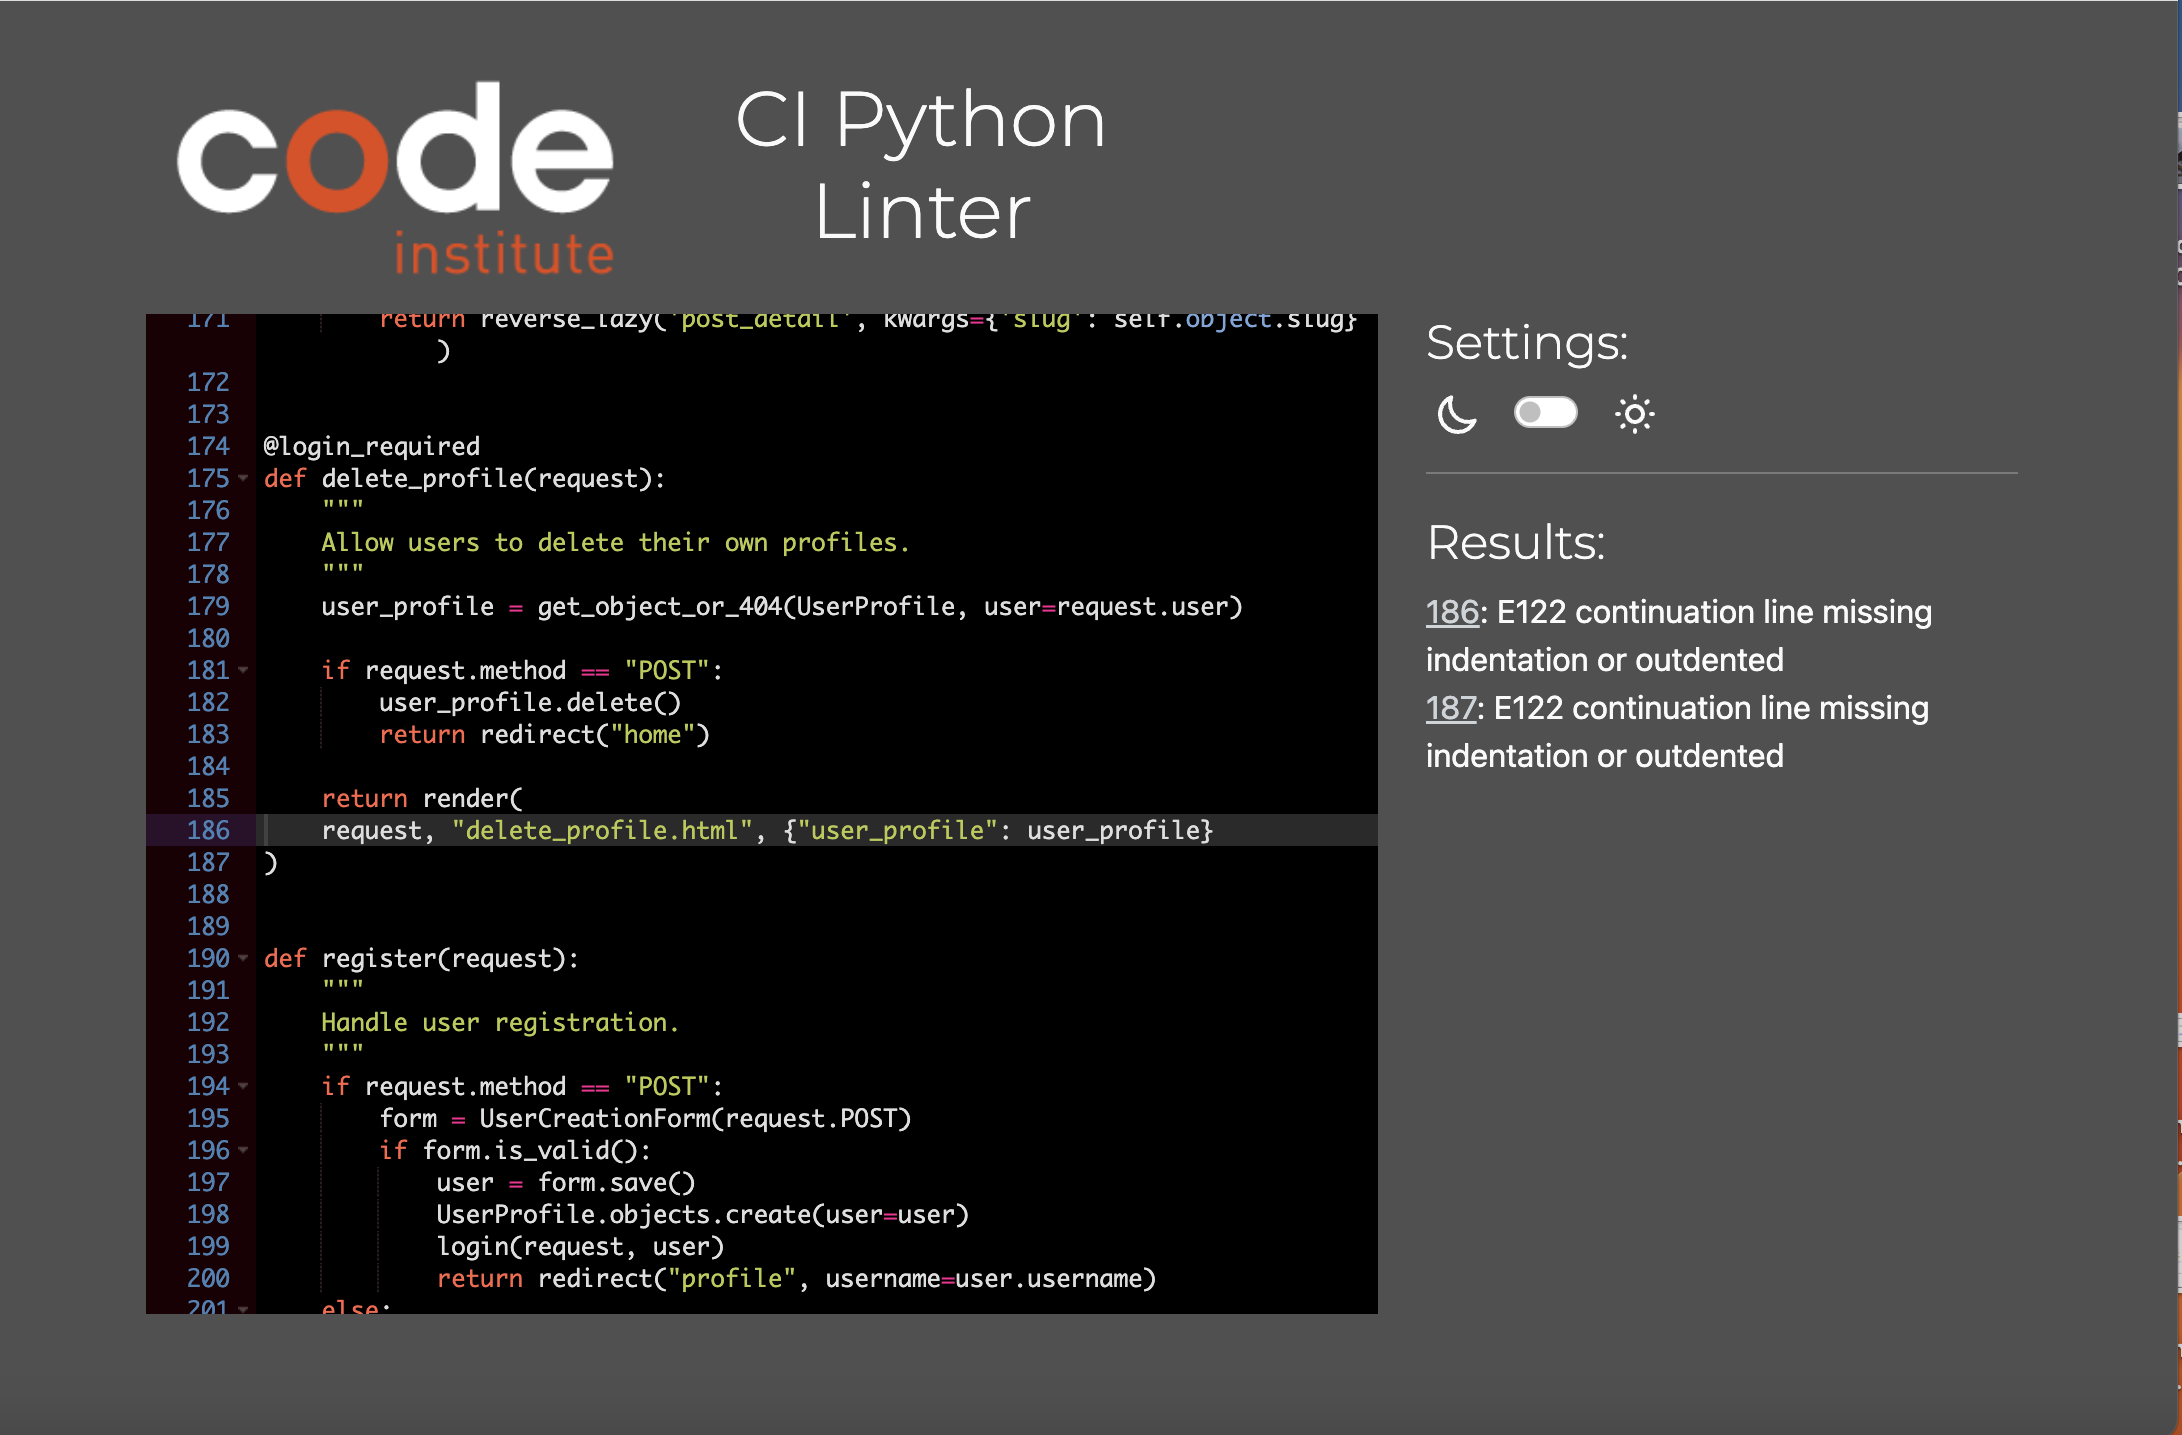 code
institute
CI Python
Linter
171 return reverse_lazy('post_detail', kwargs={'slug': self.object.slug}
)
172
173
174 @login_required
175 def delete_profile(request):
176 """
177 Allow users to delete their own profiles.
178 """
179 user_profile = get_object_or_404(UserProfile, user=request.user)
180
181 if request.method == "POST":
182 user_profile.delete()
183 return redirect("home")
184
185 return render(
186 request, "delete_profile.html", {"user_profile": user_profile}
187 )
188
189
190 def register(request):
191 """
192 Handle user registration.
193 """
194 if request.method == "POST":
195 form = UserCreationForm(request.POST)
196 if form.is_valid():
197 user = form.save()
198 UserProfile.objects.create(user=user)
199 login(request, user)
200 return redirect("profile", username=user.username)
201 else:
Settings:
Results:
186: E122 continuation line missing
indentation or outdented
187: E122 continuation line missing
indentation or outdented